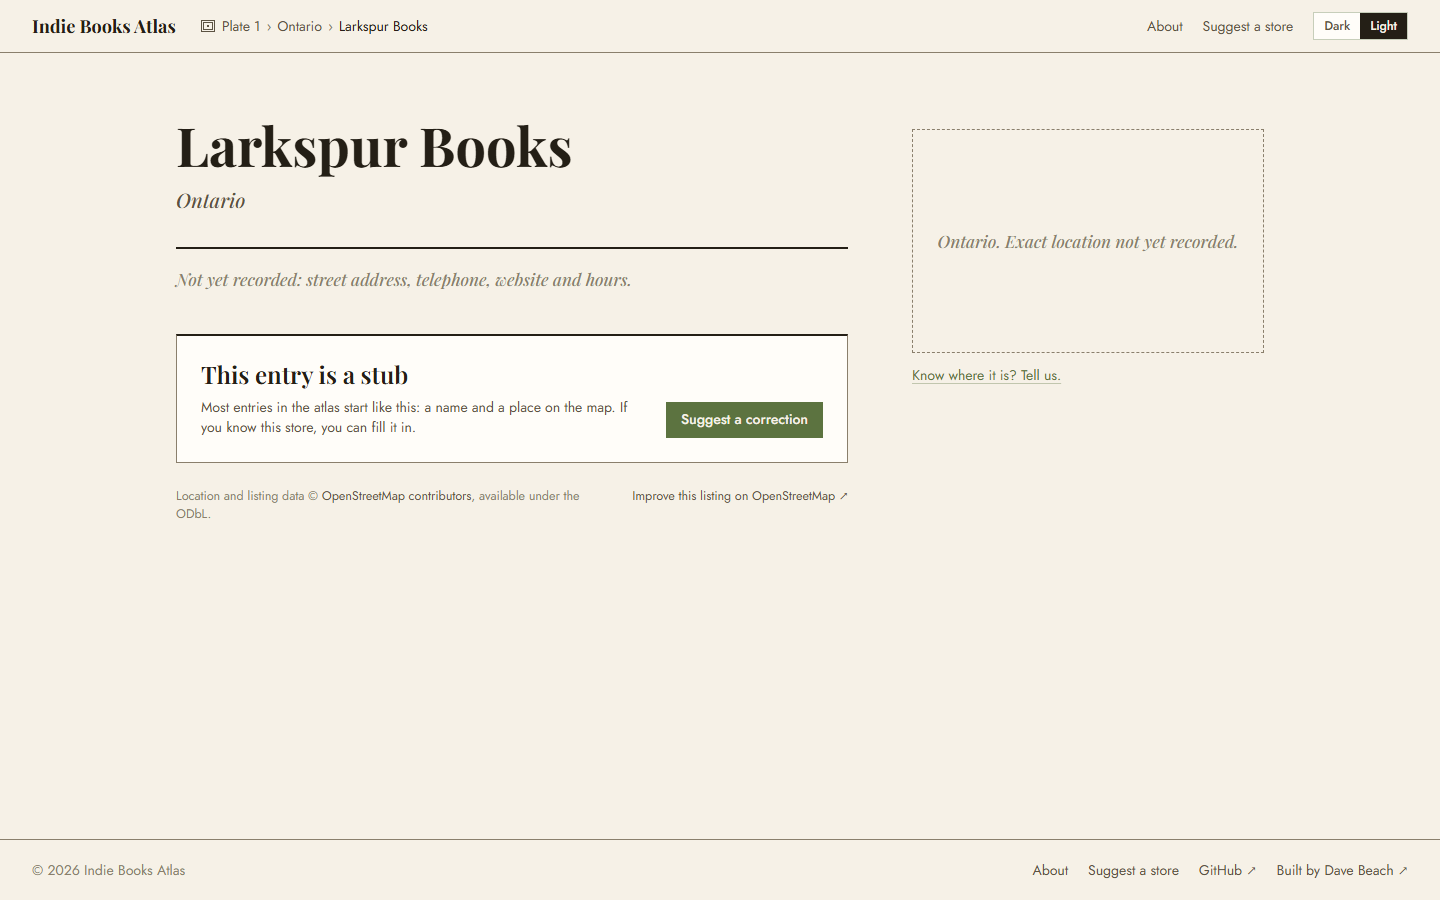 Indie Books Atlas
Plate 1 › Ontario › Larkspur Books
About
Suggest a store
Dark
Light
Larkspur Books
Ontario
Not yet recorded: street address, telephone, website and hours.
This entry is a stub
Most entries in the atlas start like this: a name and a place on the map. If
you know this store, you can fill it in.
Suggest a correction
Location and listing data © OpenStreetMap contributors, available under the
ODbL.
Improve this listing on OpenStreetMap ↗
Ontario. Exact location not yet recorded.
Know where it is? Tell us.
© 2026 Indie Books Atlas
About
Suggest a store
GitHub ↗
Built by Dave Beach ↗